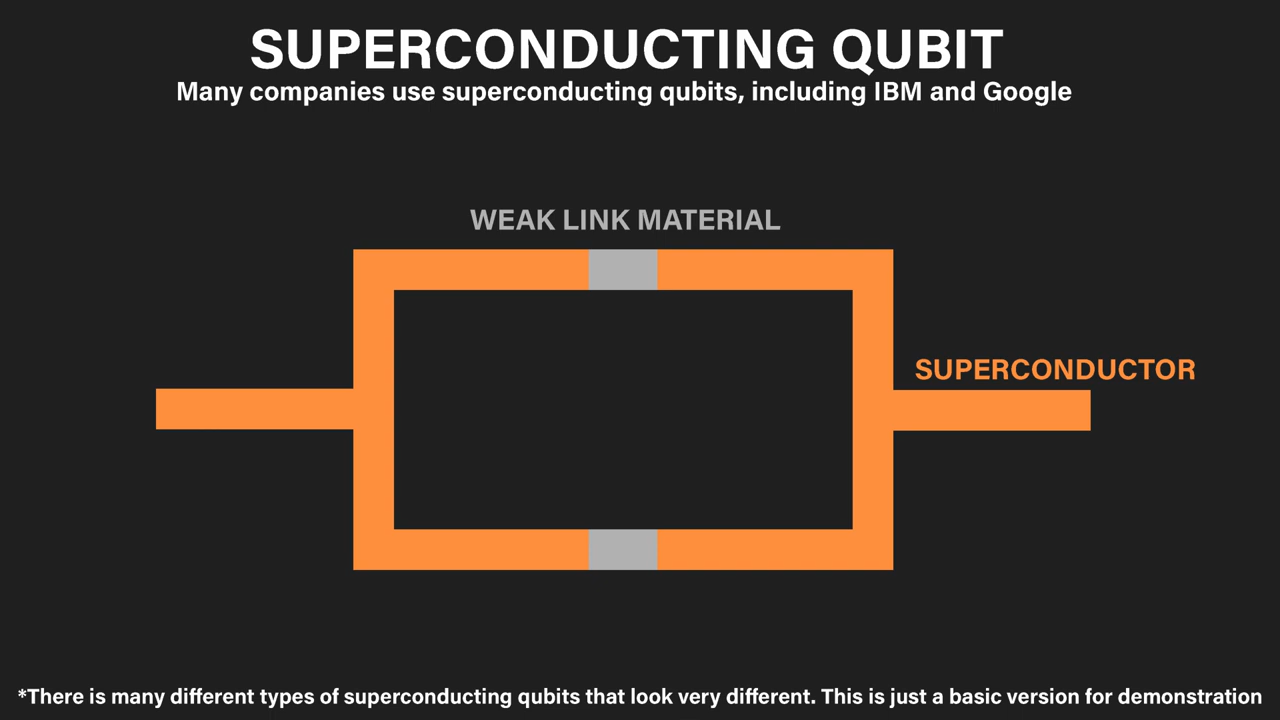 SUPERCONDUCTING QUBIT
Many companies use superconducting qubits, including IBM and Google
WEAK LINK MATERIAL
SUPERCONDUCTOR
*There is many different types of superconducting qubits that look very different. This is just a basic version for demonstration